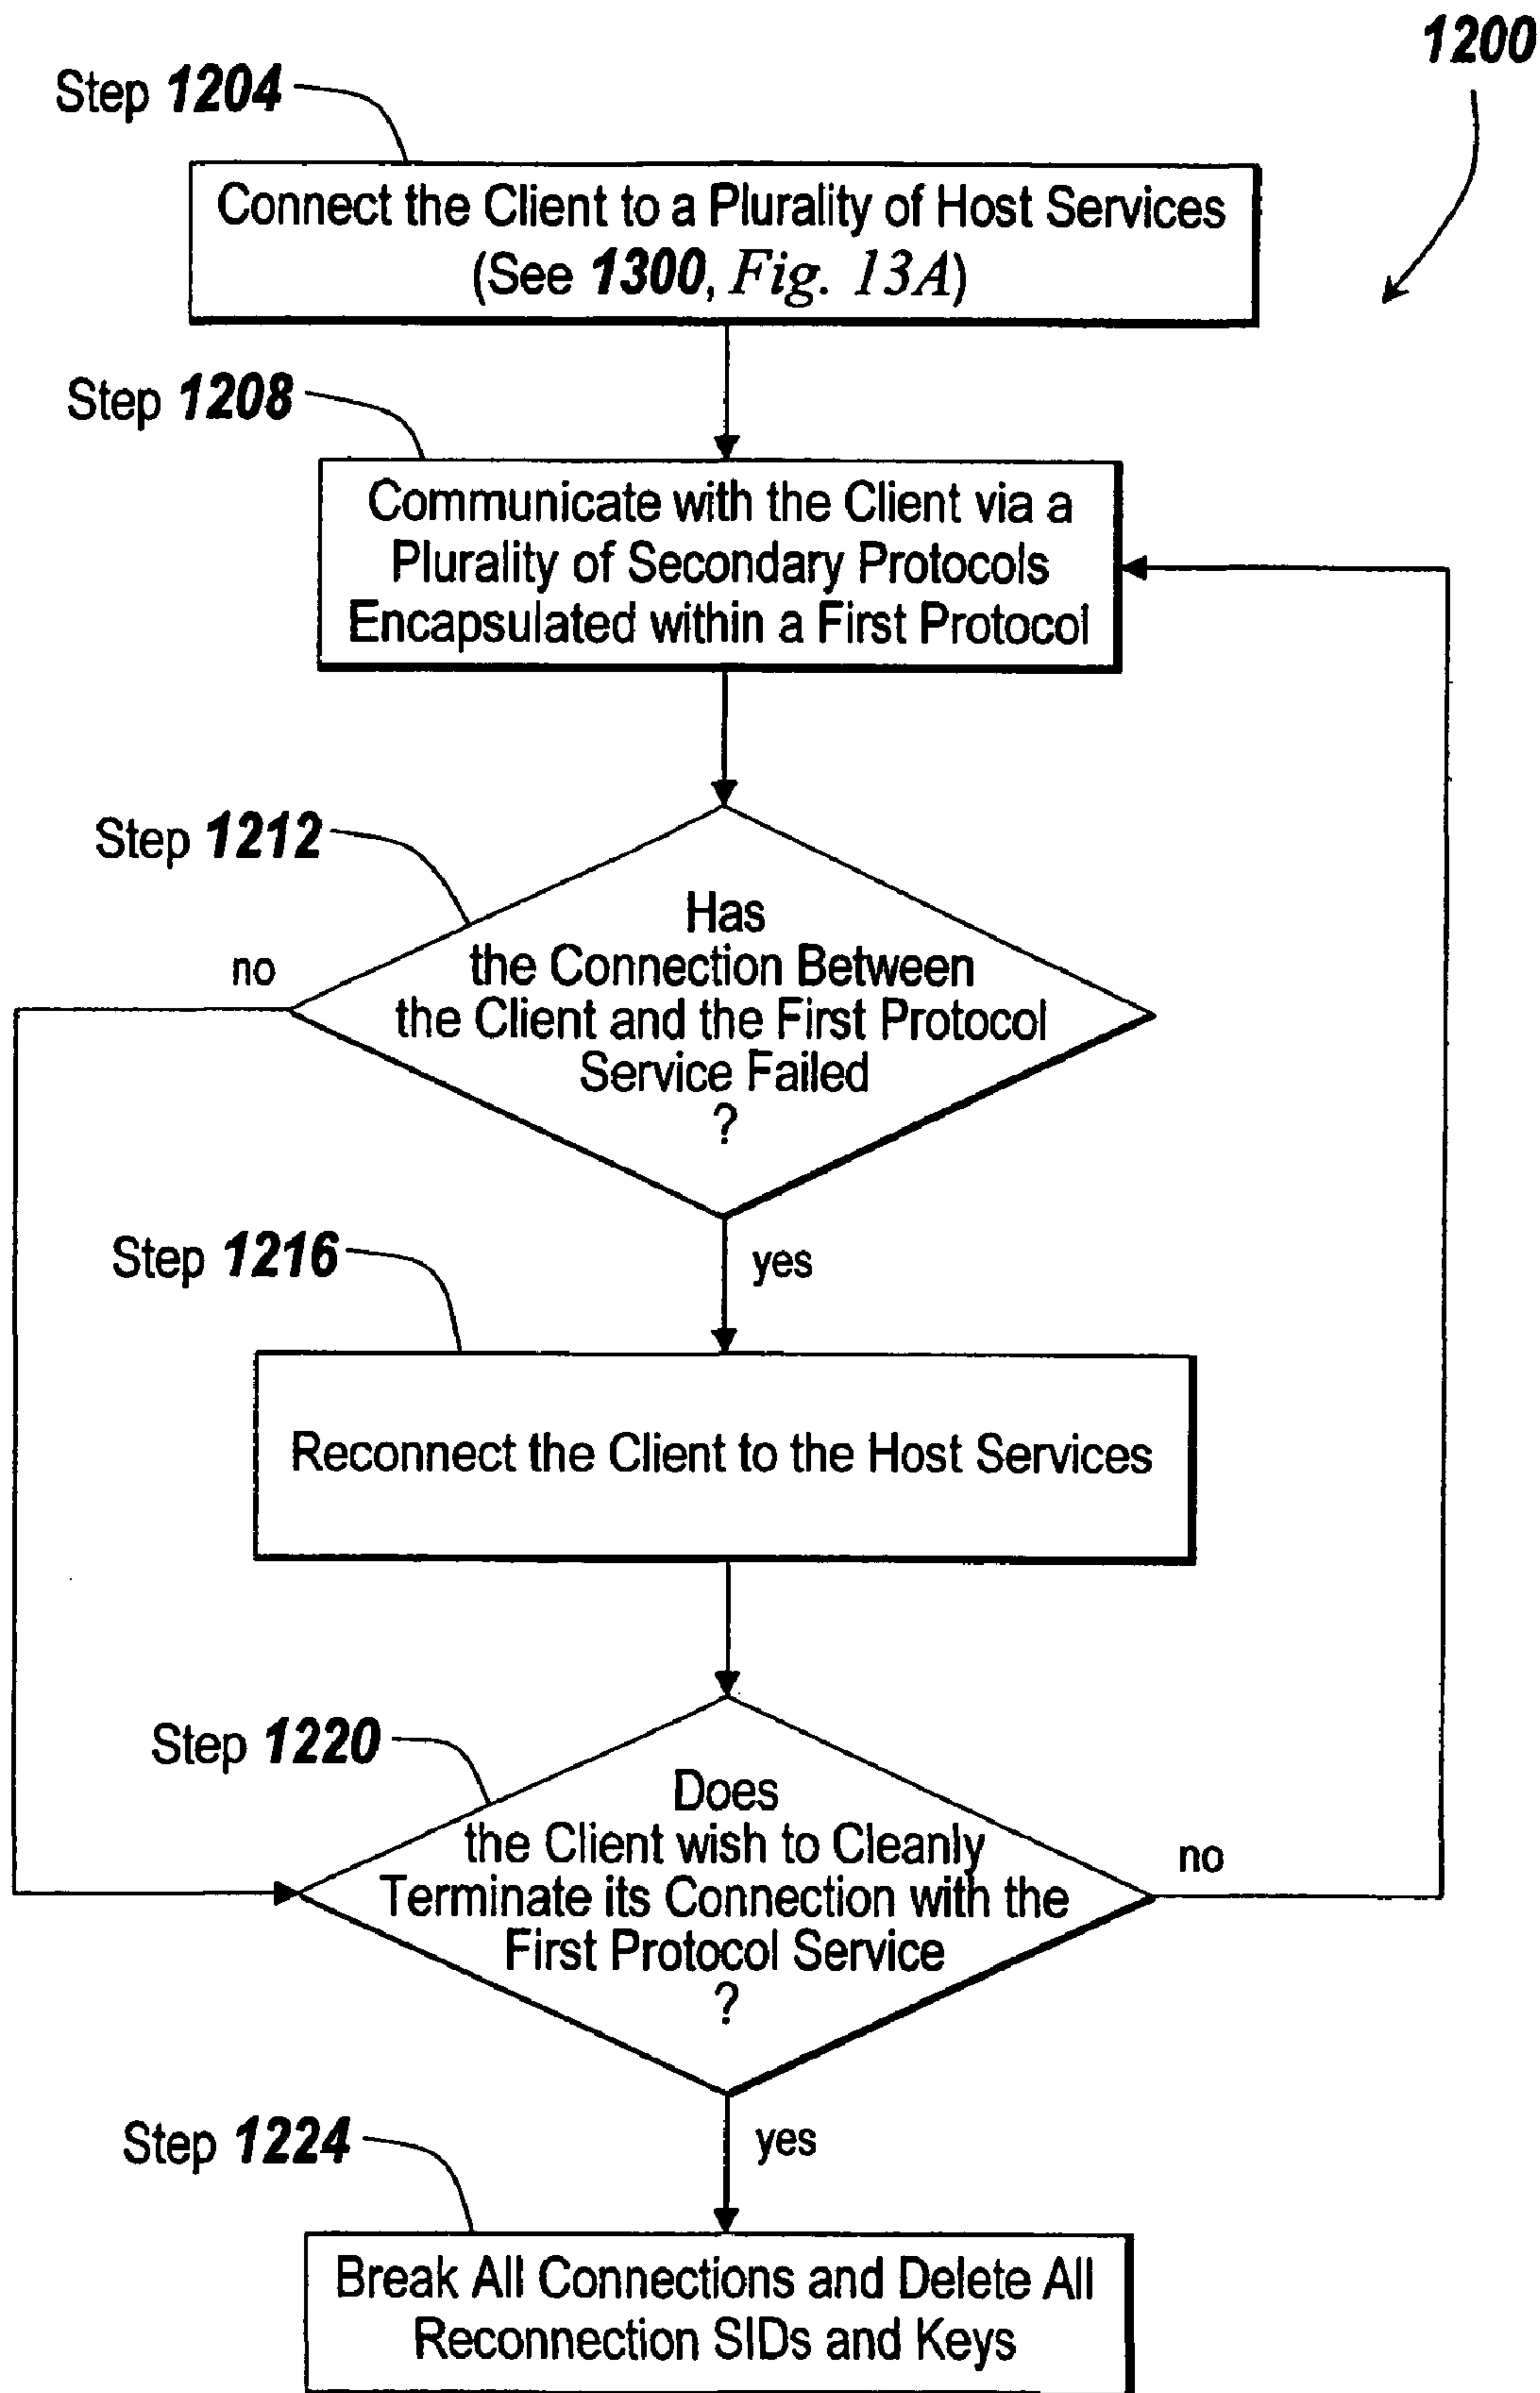 1200
Step 1204
Connect the Client to a Plurality of Host Services
(See 1300, Fig. 13A)
Step 1208
Communicate with the Client via a
Plurality of Secondary Protocols
Encapsulated within a First Protocol
Step 1212
Has
the Connection Between
the Client and the First Protocol
Service Failed
?
no
yes
Step 1216
Reconnect the Client to the Host Services
Step 1220
Does
the Client wish to Cleanly
Terminate its Connection with the
First Protocol Service
?
no
yes
Step 1224
Break All Connections and Delete All
Reconnection SIDs and Keys